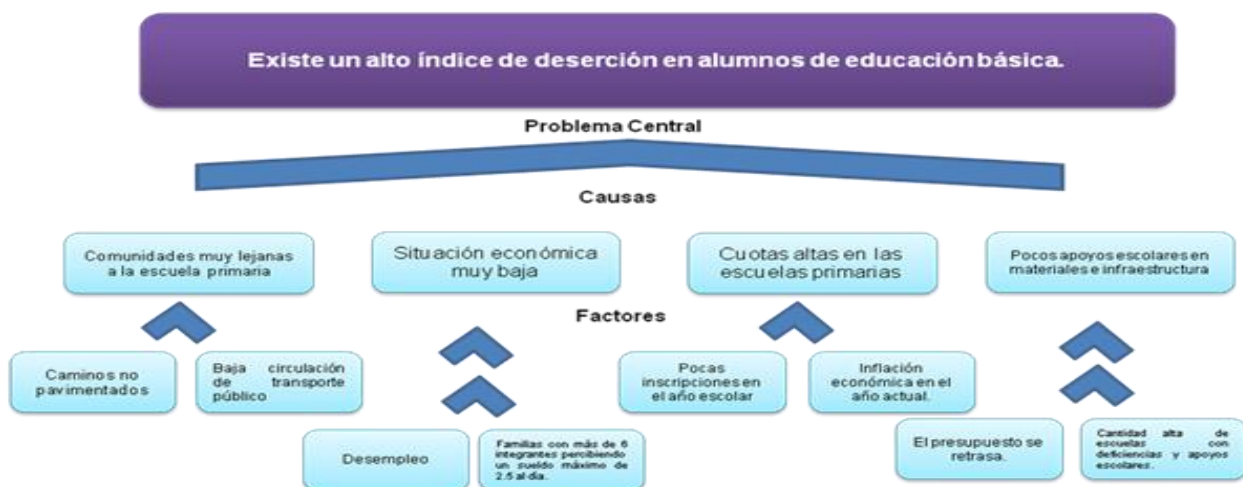 Existe un alto índice de deserción en alumnos de educación básica.
Problema Central
Causas
Comunidades muy lejanas
a la escuela primaria
Situación económica
muy baja
Cuotas altas en las
escuelas primarias
Pocos apoyos escolares en
materiales e infraestructura
Factores
Caminos no
pavimentados
Baja circulación
de transporte
público
Pocas
inscripciones en
el año escolar
Inflación
económica en el
año actual.
Desempleo
Familias con más de 6
integrantes percibiendo
un sueldo máximo de
2.5 al día.
El presupuesto se
retrasa.
Cantidad alta de
escuelas con
deficiencias y apoyos
escolares.